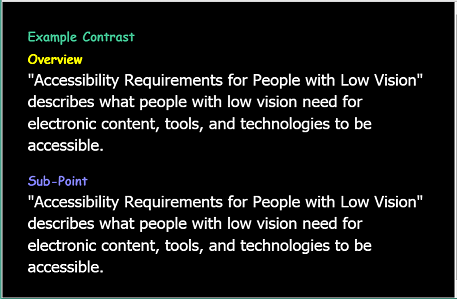 Example Contrast
Overview
"Accessibility Requirements for People with Low Vision"
describes what people with low vision need for
electronic content, tools, and technologies to be
accessible.
Sub-Point
"Accessibility Requirements for People with Low Vision"
describes what people with low vision need for
electronic content, tools, and technologies to be
accessible.